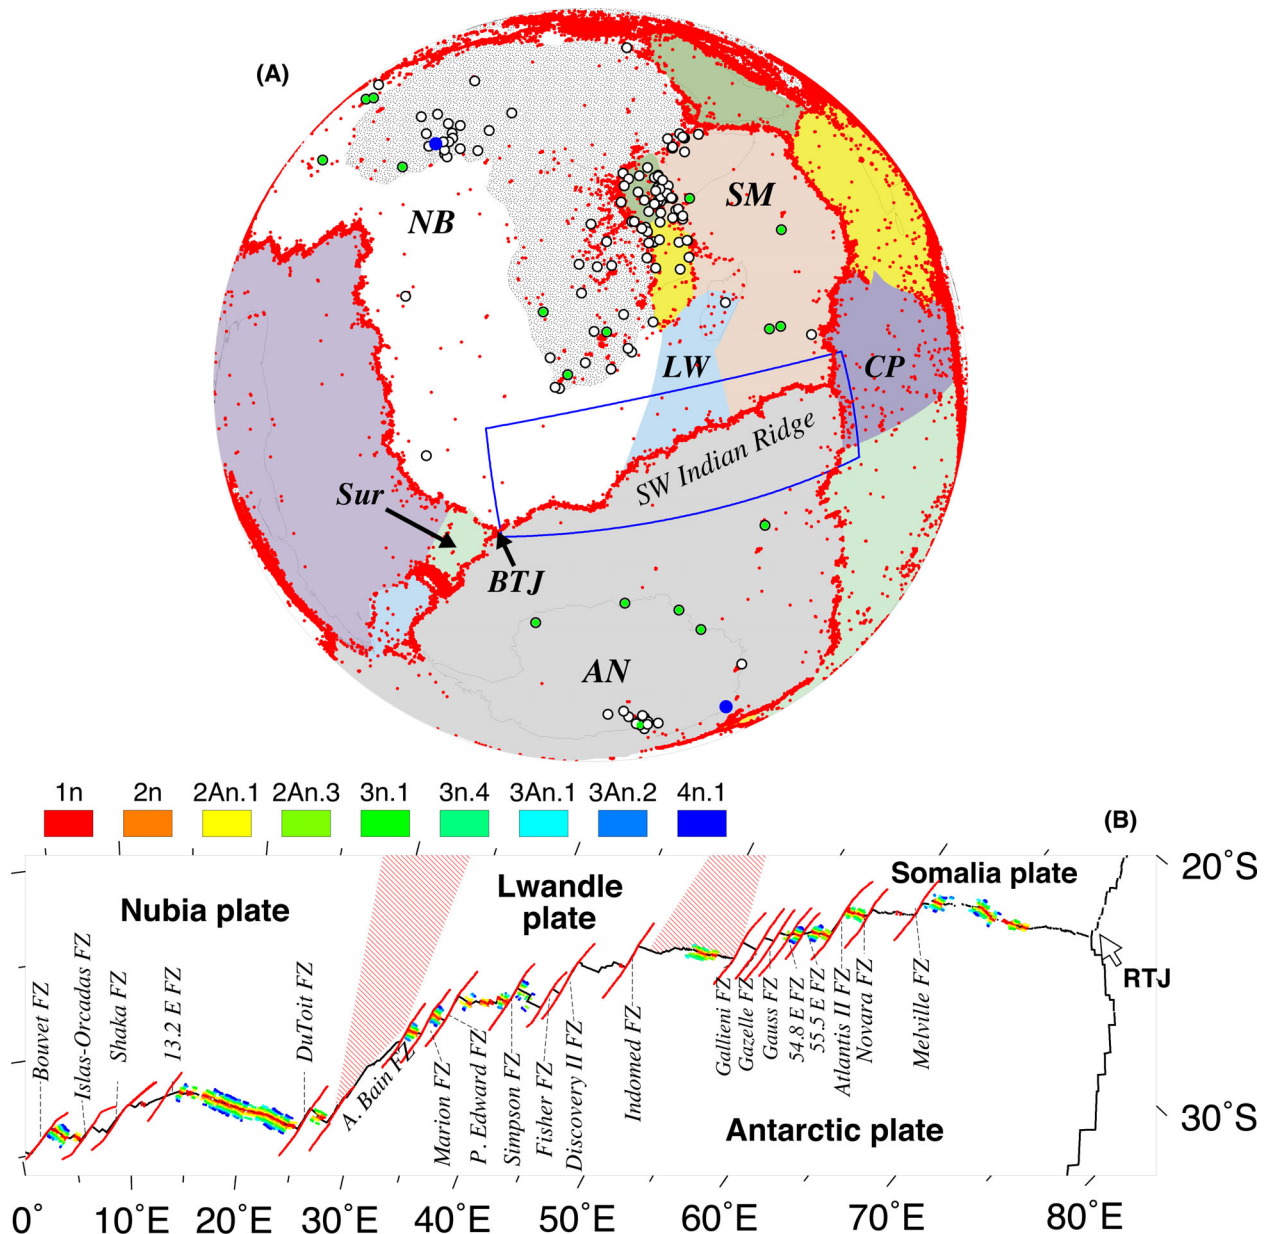 (A)
NB
SM
LW
CP
SW Indian Ridge
Sur
BTJ
AN
1n 2n 2An.1 2An.3 3n.1 3n.4 3An.1 3An.2 4n.1
(B)
20°S
Somalia plate
Lwandle
plate
Nubia plate
RTJ
Bouvet FZ
Islas-Orcadas FZ
Shaka FZ
13.2 E FZ
DuToit FZ
A. Bain FZ
Marion FZ
P. Edward FZ
Simpson FZ
Fisher FZ
Discovery II FZ
Indomed FZ
Gallieni FZ
Gazelle FZ
Gauss FZ
54.8 E FZ
55.5 E FZ
Atlantis II FZ
Novara FZ
Melville FZ
30°S
Antarctic plate
0° 10°E 20°E 30°E 40°E 50°E 60°E 70°E 80°E